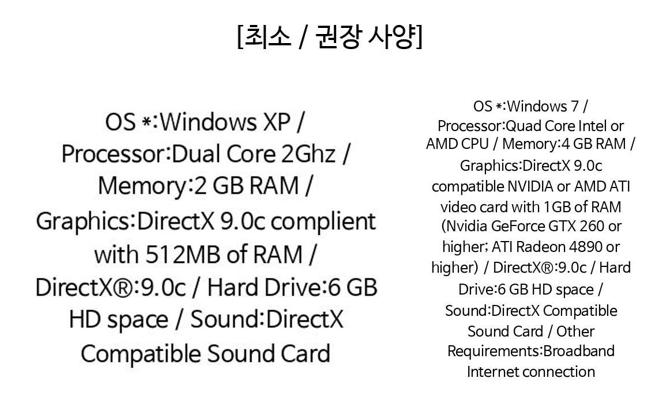 [최소 / 권장 사양]
OS *:Windows XP /
Processor:Dual Core 2Ghz /
Memory:2 GB RAM /
Graphics:DirectX 9.0c complient
with 512MB of RAM /
DirectX®:9.0c / Hard Drive:6 GB
HD space / Sound:DirectX
Compatible Sound Card
OS *:Windows 7 /
Processor:Quad Core Intel or
AMD CPU / Memory:4 GB RAM /
Graphics:DirectX 9.0c
compatible NVIDIA or AMD ATI
video card with 1GB of RAM
(Nvidia GeForce GTX 260 or
higher; ATI Radeon 4890 or
higher) / DirectX®:9.0c / Hard
Drive:6 GB HD space /
Sound:DirectX Compatible
Sound Card / Other
Requirements:Broadband
Internet connection